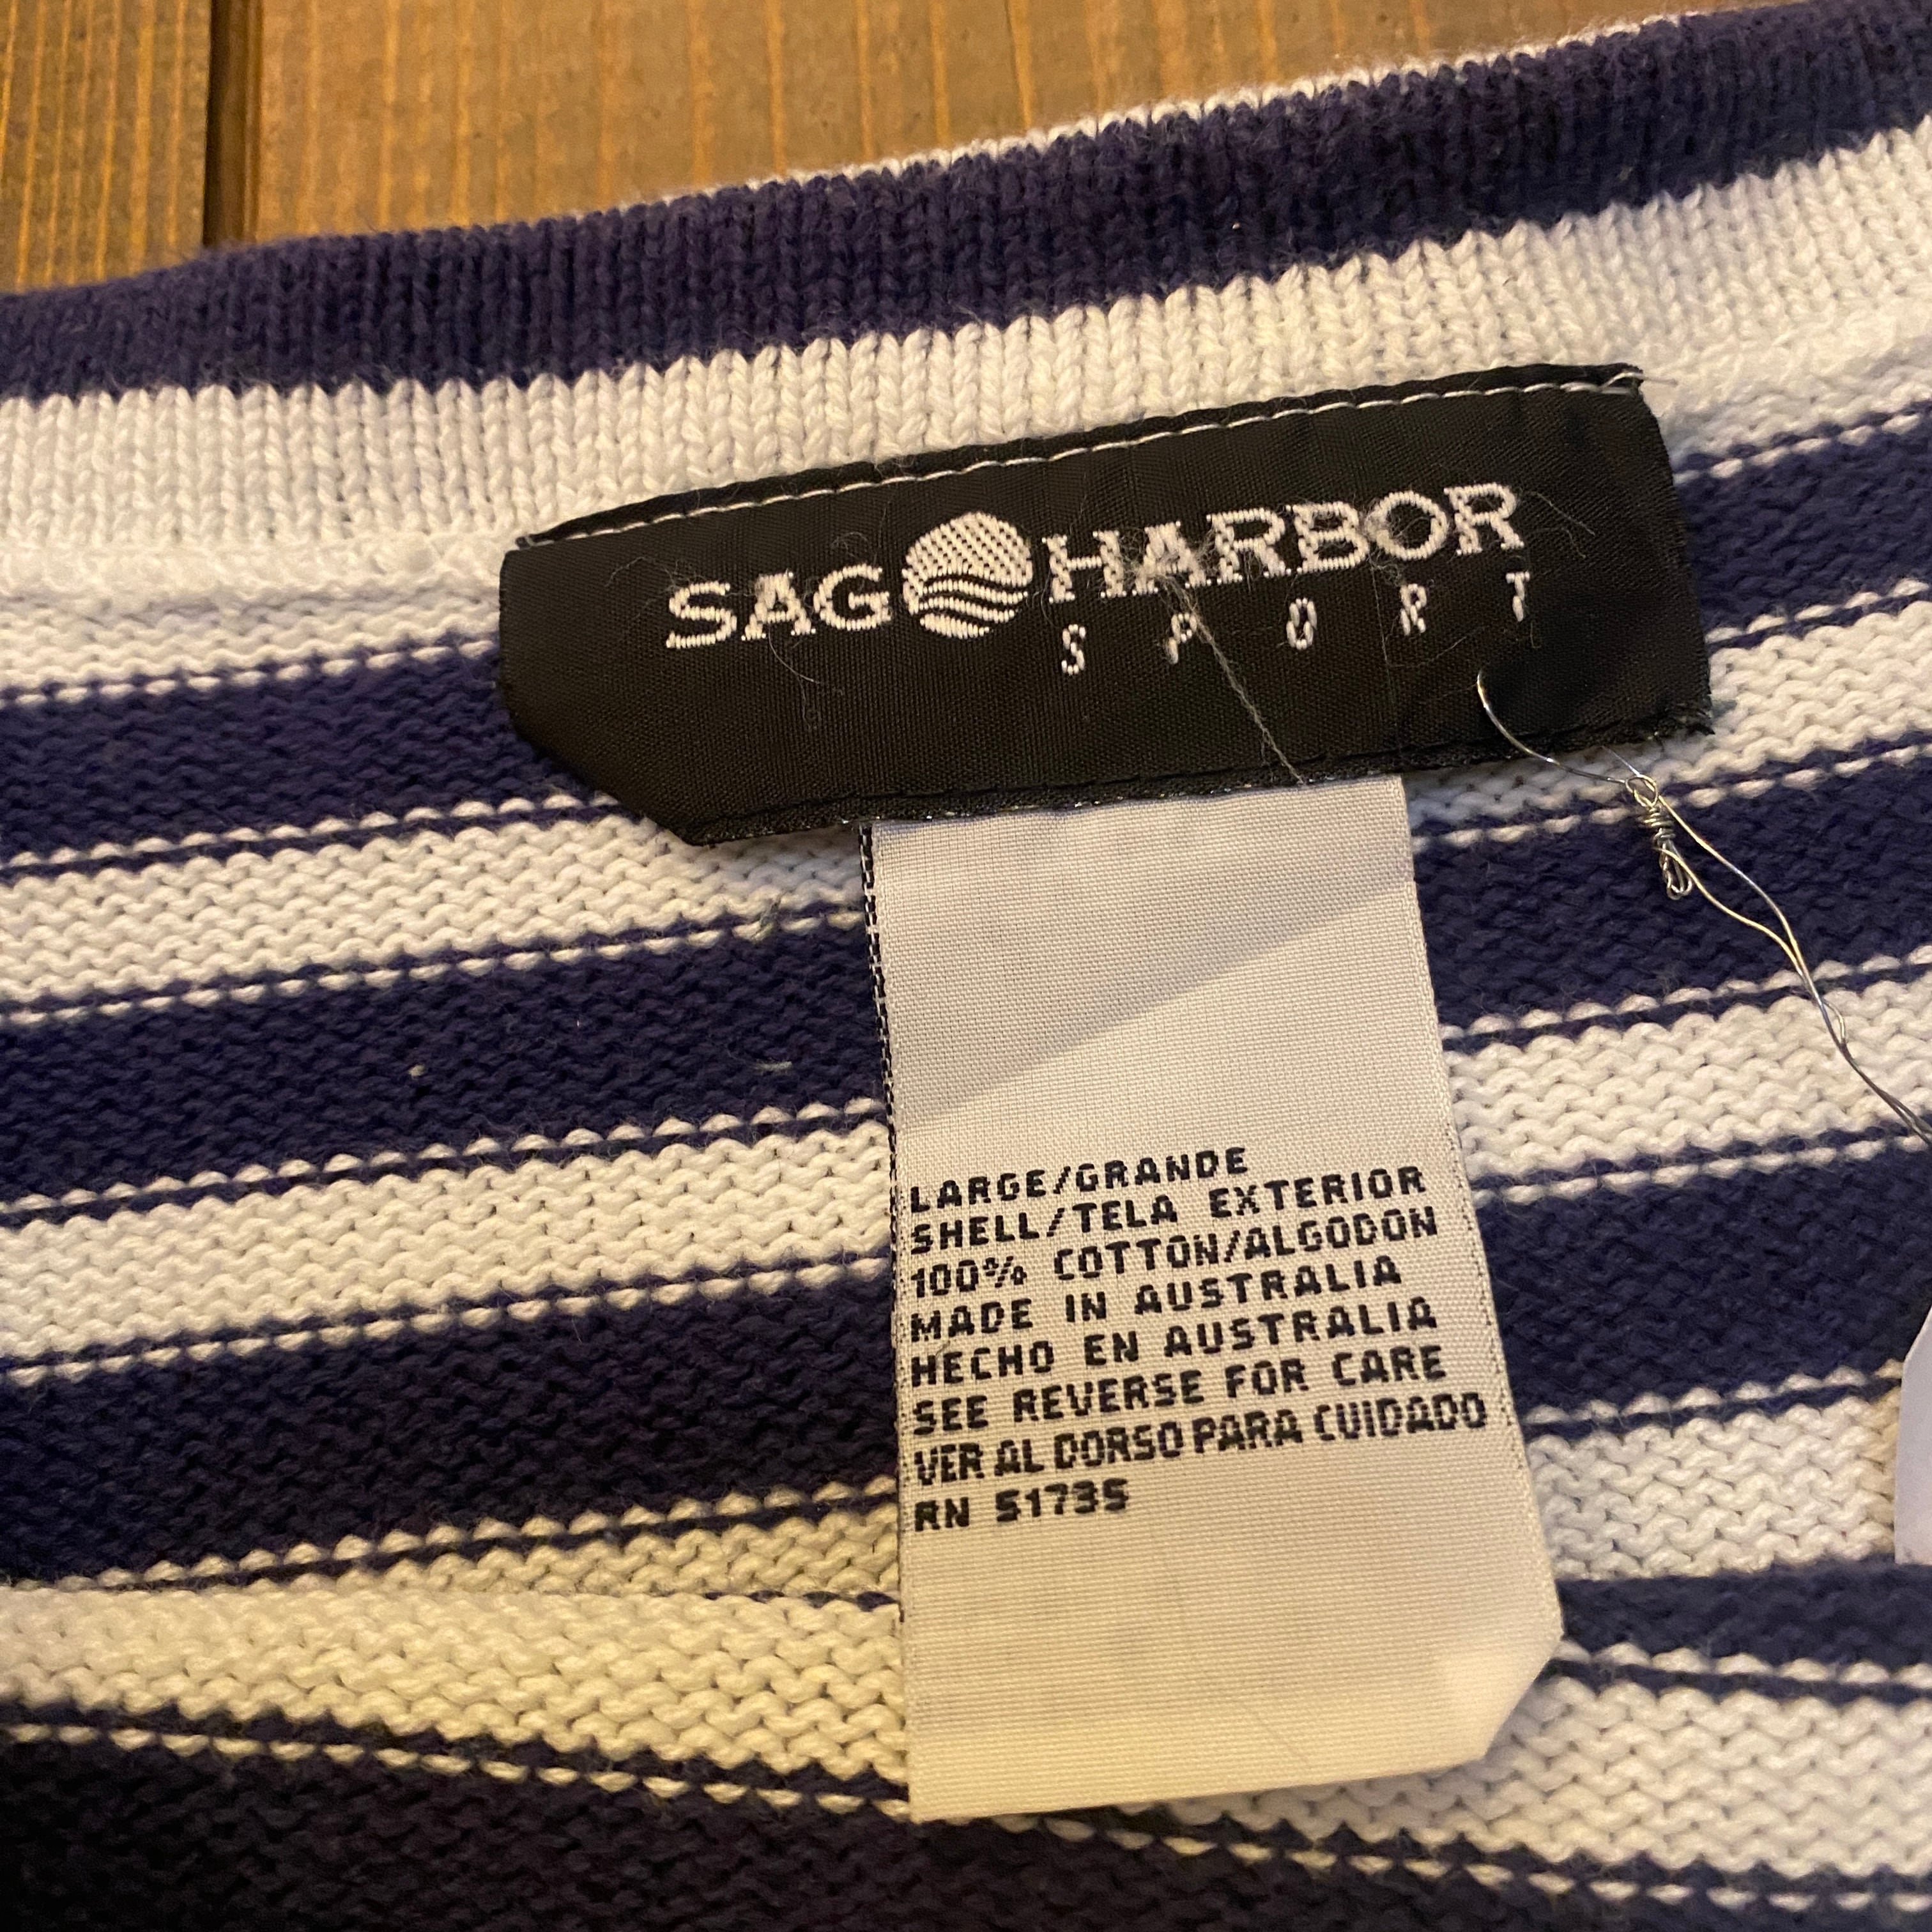 SAG HARBOR
SPORT
LARGE/GRANDE
SHELL/TELA EXTERIOR
100% COTTON/ALGODON
MADE IN AUSTRALIA
HECHO EN AUSTRALIA
SEE REVERSE FOR CARE
VER AL DORSO PARA CUIDADO
RN 51735